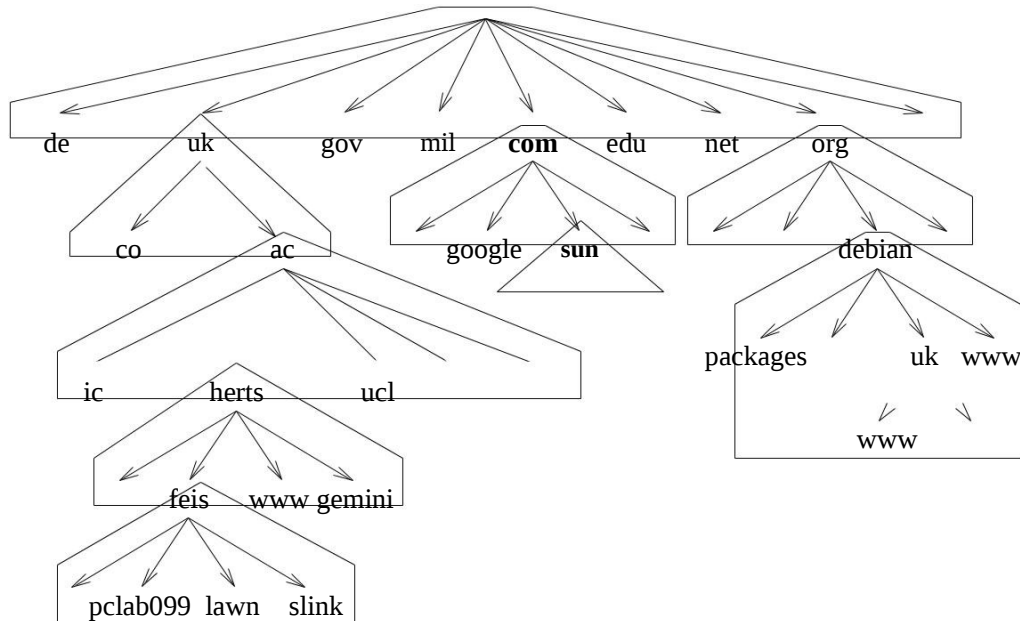 de uk gov mil com edu net org
co ac google sun debian
packages uk www
ic herts ucl
www
feis www gemini
pclab099 lawn slink